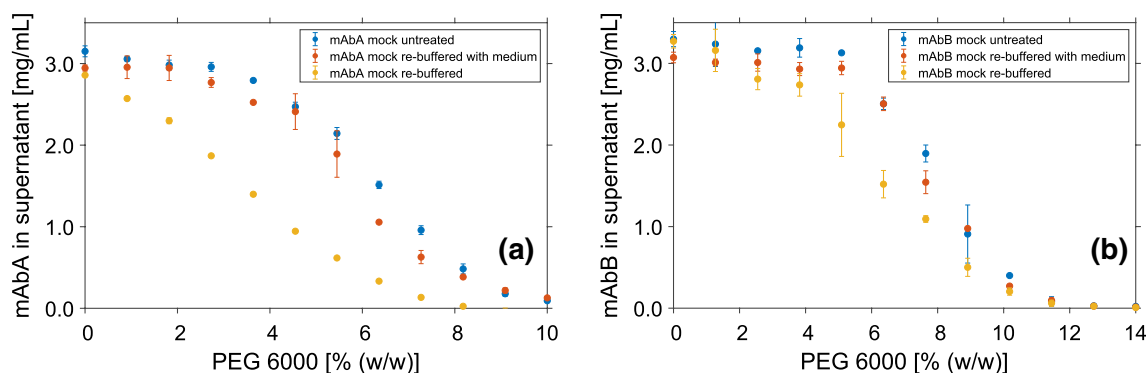 mAbA in supernatant [mg/mL]
3.0
2.0
1.0
0.0
mAbA mock untreated
mAbA mock re-buffered with medium
mAbA mock re-buffered
(a)
0 2 4 6 8 10
PEG 6000 [% (w/w)]
mAbB in supernatant [mg/mL]
3.0
2.0
1.0
0.0
mAbB mock untreated
mAbB mock re-buffered with medium
mAbB mock re-buffered
(b)
0 2 4 6 8 10 12 14
PEG 6000 [% (w/w)]